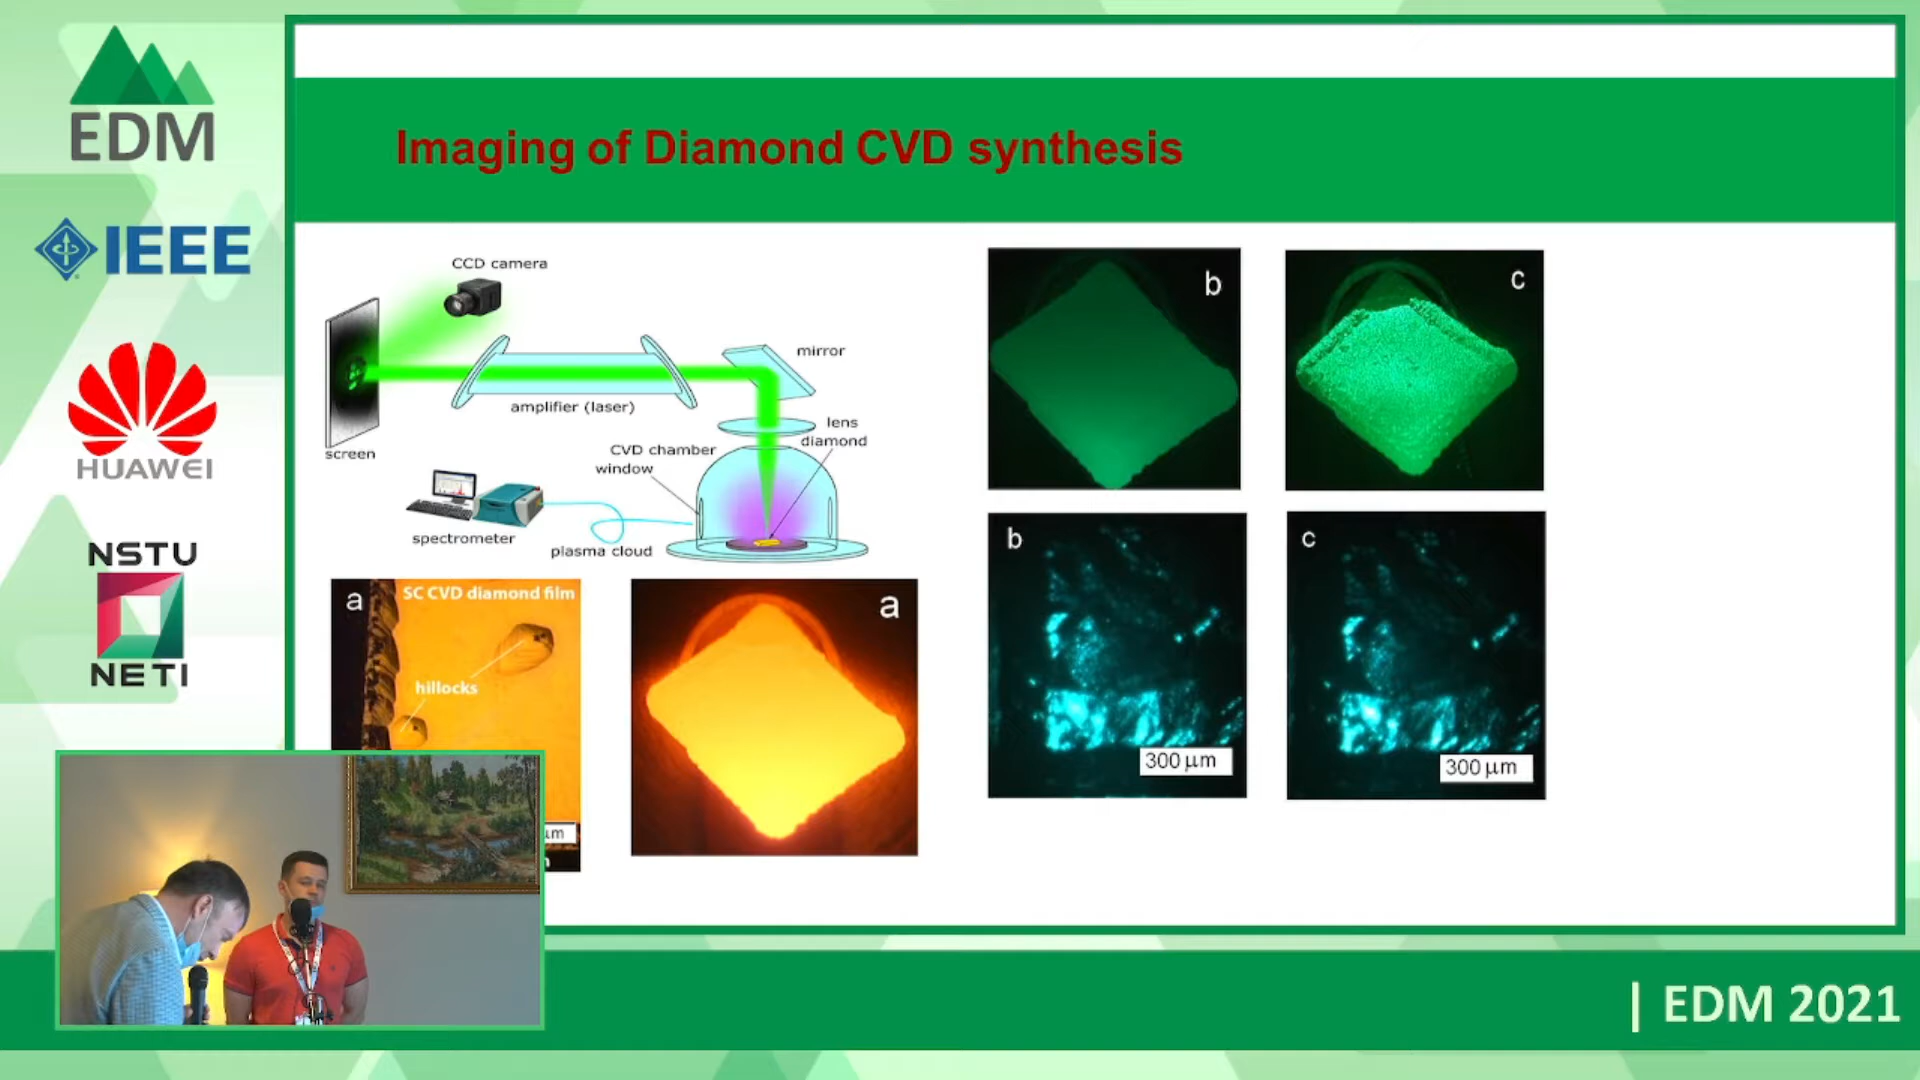 EDM
IEEE
HUAWEI
NSTU
NETI
Imaging of Diamond CVD synthesis
CCD camera
mirror
amplifier (laser)
lens
diamond
CVD chamber
window
screen
spectrometer
plasma cloud
a
SC CVD diamond film
hillocks
a
b
c
b
300 µm
c
300 µm
| EDM 2021